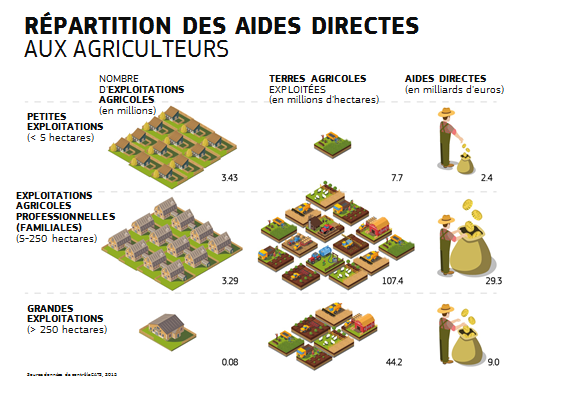 RÉPARTITION DES AIDES DIRECTES
AUX AGRICULTEURS
NOMBRE
D'EXPLOITATIONS
AGRICOLES
(en millions)
TERRES AGRICOLES
EXPLOITÉES
(en millions d'hectares)
AIDES DIRECTES
(en milliards d'euros)
PETITES
EXPLOITATIONS
(< 5 hectares)
3.43
7.7
2.4
EXPLOITATIONS
AGRICOLES
PROFESSIONNELLES
(FAMILIALES)
(5-250 hectares)
3.29
107.4
29.3
GRANDES
EXPLOITATIONS
(> 250 hectares)
0.08
44.2
9.0